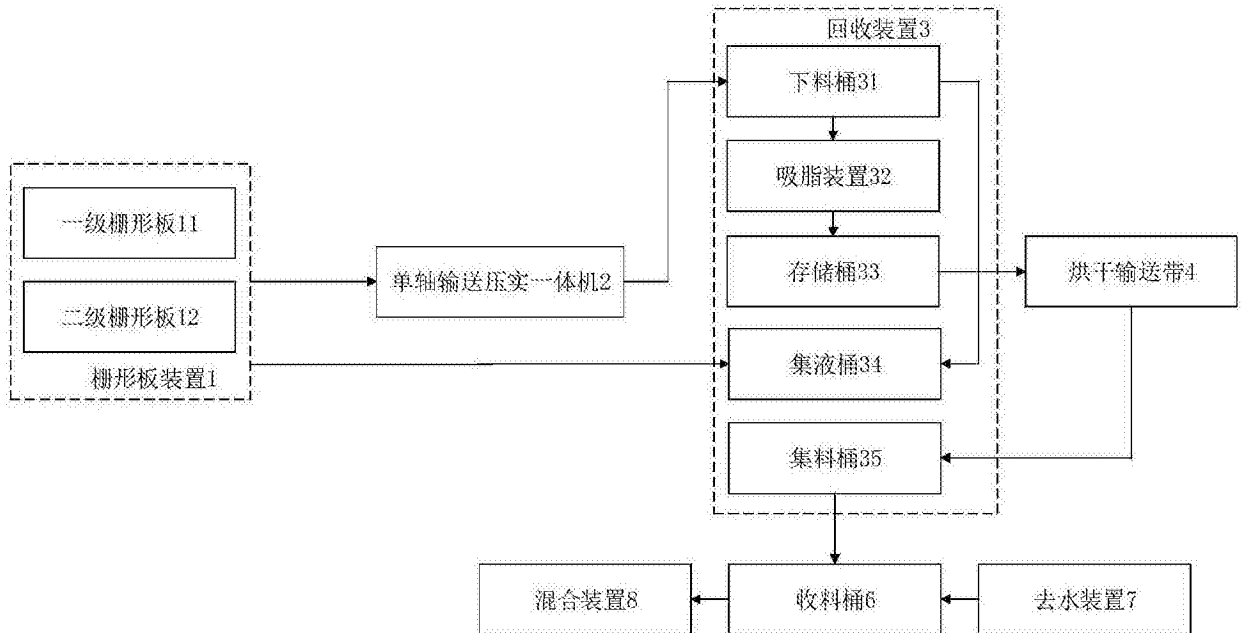 回收装置3
下料桶31
吸脂装置32
一级栅形板11
单轴输送压实一体机2
存储桶33
烘干输送带4
二级栅形板12
栅形板装置1
集液桶34
集料桶35
混合装置8
收料桶6
去水装置7